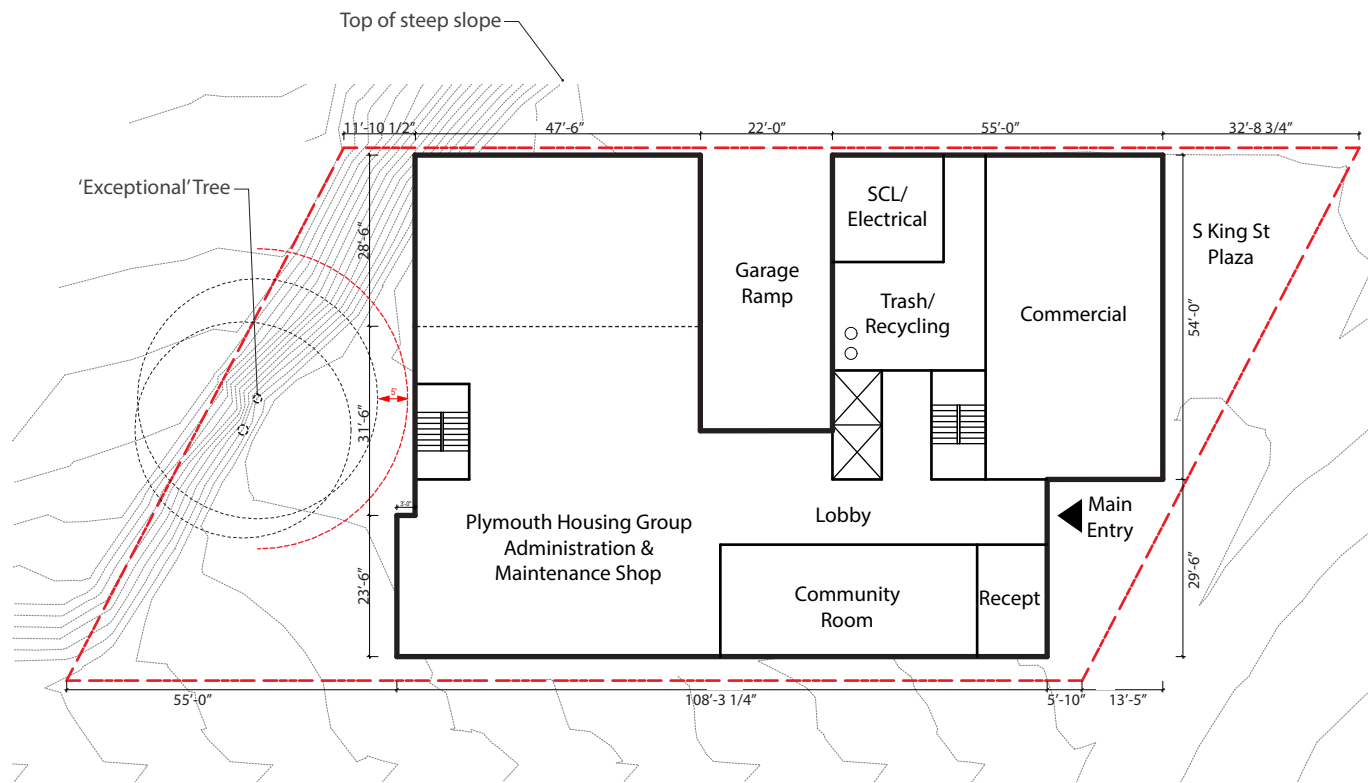 Top of steep slope
11’-10 1/2”
47’-6”
22’-0”
55’-0”
32’-8 3/4”
‘Exceptional’ Tree
28’-6”
SCL/
Electrical
S King St
Plaza
Garage
Ramp
Trash/
Recycling
Commercial
54’-0”
5’
31’-6”
3’-0”
Plymouth Housing Group
Administration &
Maintenance Shop
Lobby
Main
Entry
23’-6”
29’-6”
Community
Room
Recept
55’-0”
108’-3 1/4”
5’-10”
13’-5”